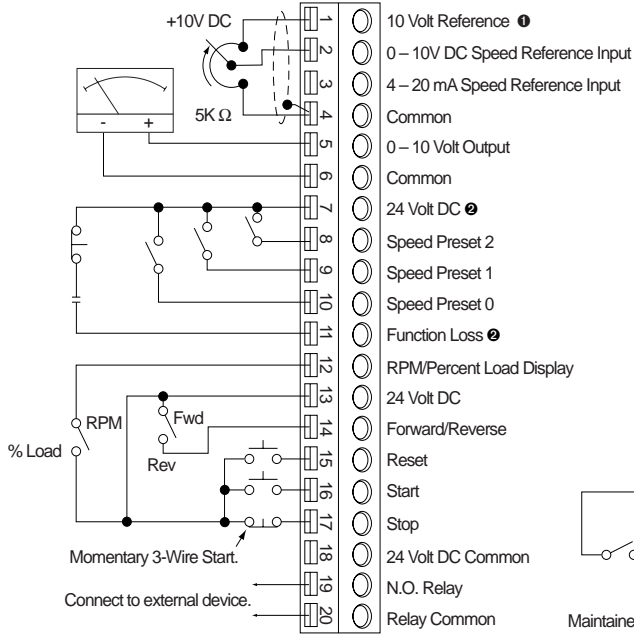 +10V DC
5K Ω
- +
1 10 Volt Reference ❶
2 0 – 10V DC Speed Reference Input
3 4 – 20 mA Speed Reference Input
4 Common
5 0 – 10 Volt Output
6 Common
7 24 Volt DC ❷
8 Speed Preset 2
9 Speed Preset 1
10 Speed Preset 0
11 Function Loss ❷
12 RPM/Percent Load Display
13 24 Volt DC
14 Forward/Reverse
15 Reset
16 Start
17 Stop
18 24 Volt DC Common
19 N.O. Relay
20 Relay Common
RPM
% Load
Fwd
Rev
Momentary 3-Wire Start.
Connect to external device.